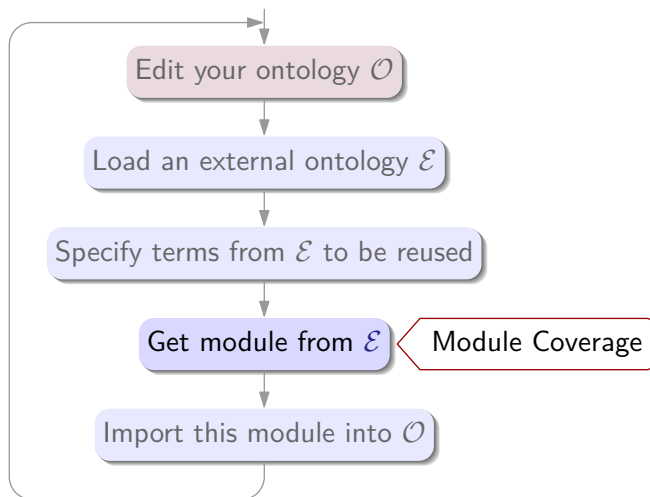 Edit your ontology 𝒪
Load an external ontology ℰ
Specify terms from ℰ to be reused
Get module from ℰ
Module Coverage
Import this module into 𝒪